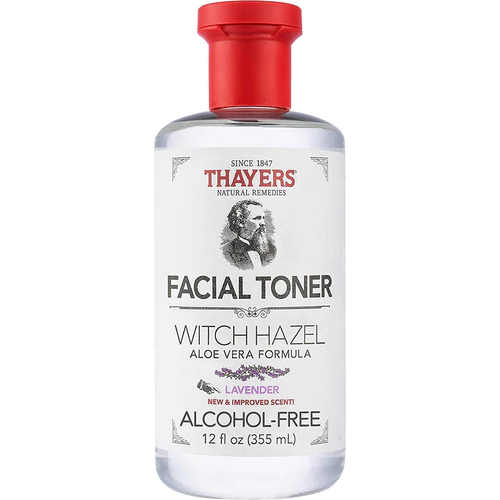 SINCE 1847
THAYERS®
NATURAL REMEDIES
FACIAL TONER
WITCH HAZEL
ALOE VERA FORMULA
LAVENDER
NEW & IMPROVED SCENT!
ALCOHOL-FREE
12 fl oz (355 mL)